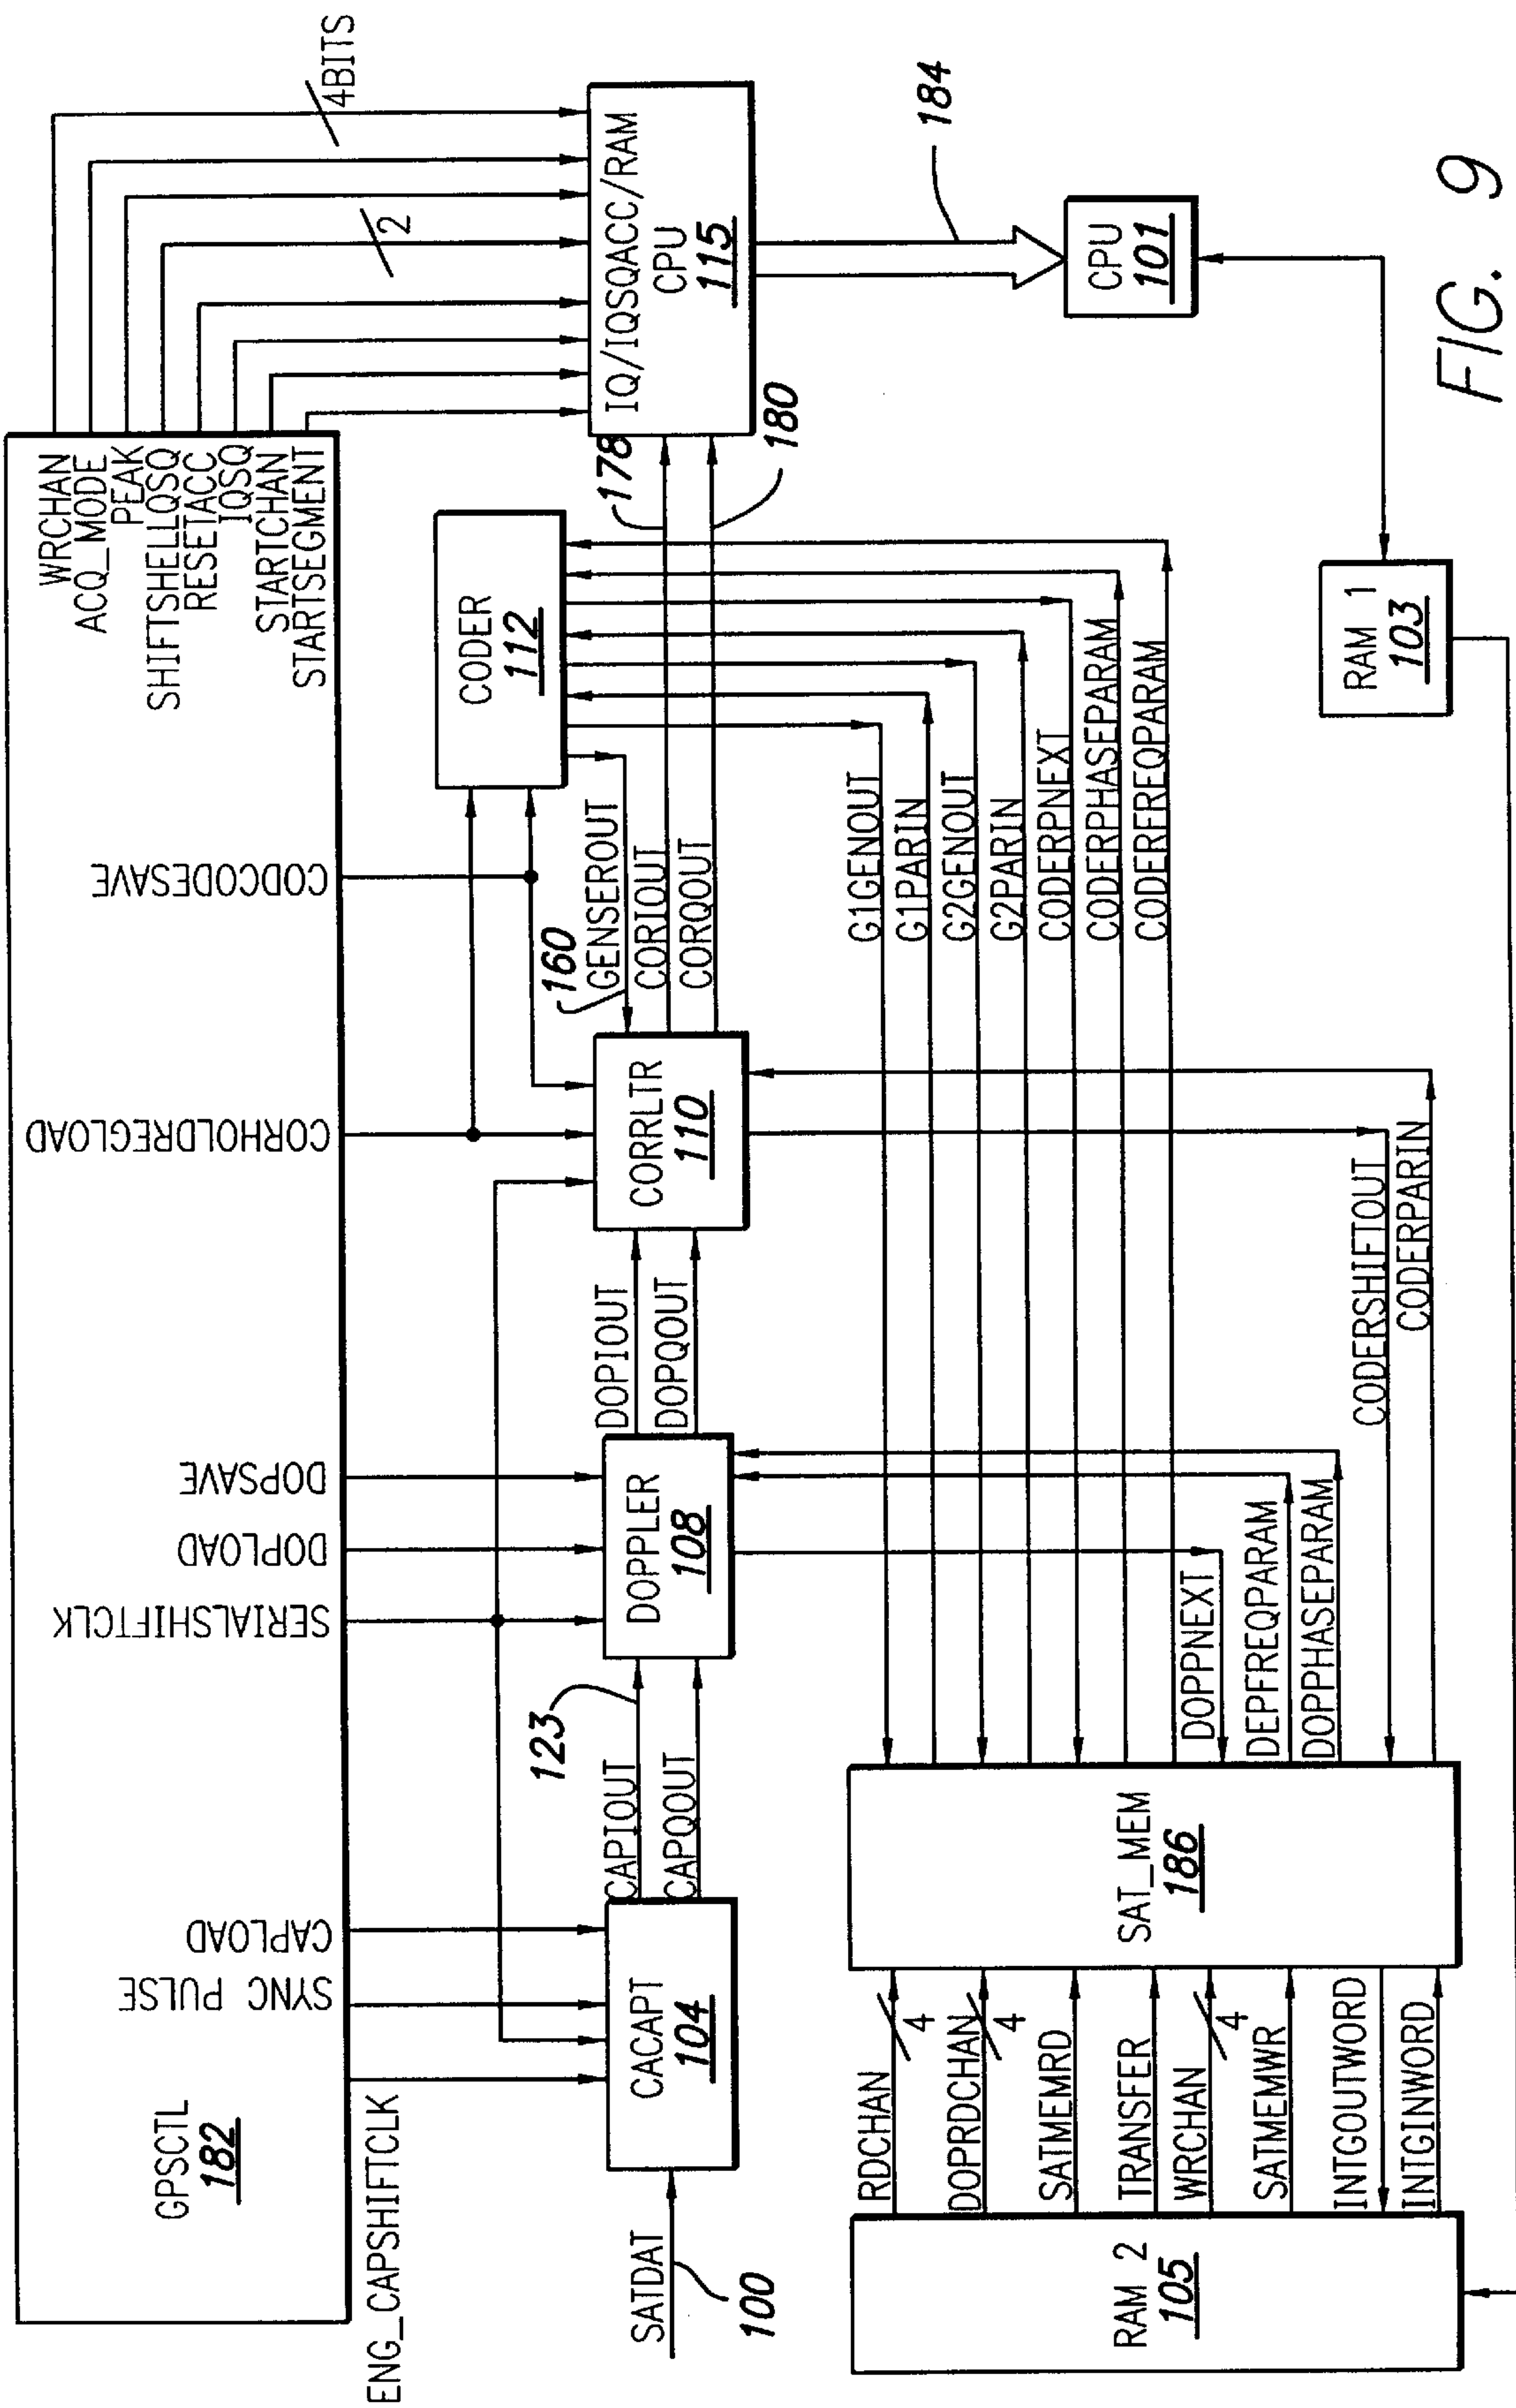 GPSCTL
182
ENG_CAPSHIFTCLK
SYNC PULSE
CAPLOAD
SERIALSHIFTCLK
DOPLOAD
DOPSAVE
CORHOLDREGLOAD
CODCODESAVE
WRCHAN
ACQ_MODE
PEAK
SHIFTSHELLQSQ
RESETACC
IQSQ
STARTCHAN
STARTSEGMENT
4BITS
2
SATDAT
100
CACAPT
104
CAPIOUT
CAPQOUT
123
DOPPLER
108
DOPIOUT
DOPQOUT
CORRLTR
110
160
GENSEROUT
CORIOUT
CORQOUT
CODER
112
178
180
IQ/IQSQACC/RAM
CPU
115
184
CPU
101
RAM 1
103
G1GENOUT
G1PARIN
G2GENOUT
G2PARIN
CODERPNEXT
CODERPHASEPARAM
CODERFREQPARAM
DOPPNEXT
DEPFREQPARAM
DOPPHASEPARAM
CODERSHIFTOUT
CODERPARIN
SAT_MEM
186
RDCHAN
4
DOPRDCHAN
4
SATMEMRD
TRANSFER
WRCHAN
4
SATMEMWR
INTGOUTWORD
INTGINWORD
RAM 2
105
FIG. 9